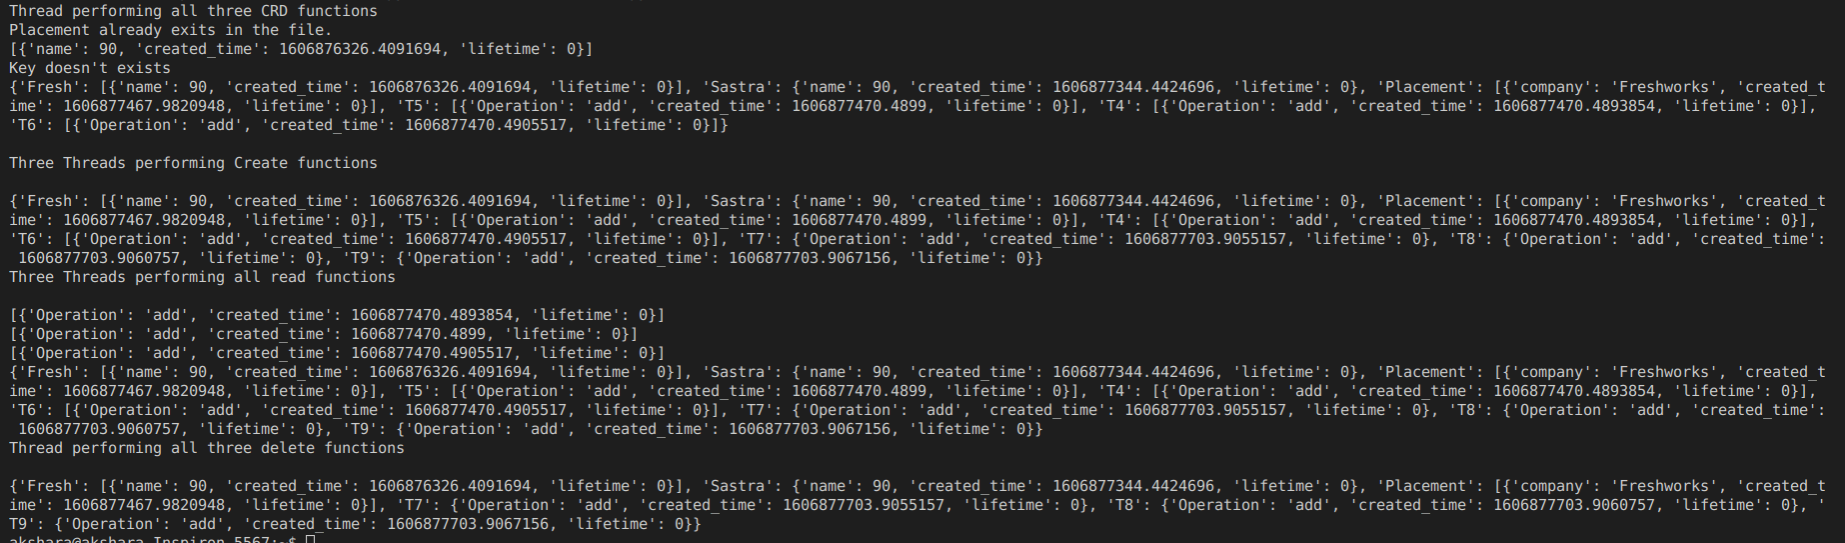 Thread performing all three CRD functions
Placement already exits in the file.
[{'name': 90, 'created_time': 1606876326.4091694, 'lifetime': 0}]
Key doesn't exists
{'Fresh': [{'name': 90, 'created_time': 1606876326.4091694, 'lifetime': 0}], 'Sastra': {'name': 90, 'created_time': 1606877344.4424696, 'lifetime': 0}, 'Placement': [{'company': 'Freshworks', 'created_t
ime': 1606877467.9820948, 'lifetime': 0}], 'T5': [{'Operation': 'add', 'created_time': 1606877470.4899, 'lifetime': 0}], 'T4': [{'Operation': 'add', 'created_time': 1606877470.4893854, 'lifetime': 0}],
'T6': [{'Operation': 'add', 'created_time': 1606877470.4905517, 'lifetime': 0}]}
Three Threads performing Create functions
{'Fresh': [{'name': 90, 'created_time': 1606876326.4091694, 'lifetime': 0}], 'Sastra': {'name': 90, 'created_time': 1606877344.4424696, 'lifetime': 0}, 'Placement': [{'company': 'Freshworks', 'created_t
ime': 1606877467.9820948, 'lifetime': 0}], 'T5': [{'Operation': 'add', 'created_time': 1606877470.4899, 'lifetime': 0}], 'T4': [{'Operation': 'add', 'created_time': 1606877470.4893854, 'lifetime': 0}],
'T6': [{'Operation': 'add', 'created_time': 1606877470.4905517, 'lifetime': 0}], 'T7': {'Operation': 'add', 'created_time': 1606877703.9055157, 'lifetime': 0}, 'T8': {'Operation': 'add', 'created_time':
1606877703.9060757, 'lifetime': 0}, 'T9': {'Operation': 'add', 'created_time': 1606877703.9067156, 'lifetime': 0}}
Three Threads performing all read functions
[{'Operation': 'add', 'created_time': 1606877470.4893854, 'lifetime': 0}]
[{'Operation': 'add', 'created_time': 1606877470.4899, 'lifetime': 0}]
[{'Operation': 'add', 'created_time': 1606877470.4905517, 'lifetime': 0}]
{'Fresh': [{'name': 90, 'created_time': 1606876326.4091694, 'lifetime': 0}], 'Sastra': {'name': 90, 'created_time': 1606877344.4424696, 'lifetime': 0}, 'Placement': [{'company': 'Freshworks', 'created_t
ime': 1606877467.9820948, 'lifetime': 0}], 'T5': [{'Operation': 'add', 'created_time': 1606877470.4899, 'lifetime': 0}], 'T4': [{'Operation': 'add', 'created_time': 1606877470.4893854, 'lifetime': 0}],
'T6': [{'Operation': 'add', 'created_time': 1606877470.4905517, 'lifetime': 0}], 'T7': {'Operation': 'add', 'created_time': 1606877703.9055157, 'lifetime': 0}, 'T8': {'Operation': 'add', 'created_time':
1606877703.9060757, 'lifetime': 0}, 'T9': {'Operation': 'add', 'created_time': 1606877703.9067156, 'lifetime': 0}}
Thread performing all three delete functions
{'Fresh': [{'name': 90, 'created_time': 1606876326.4091694, 'lifetime': 0}], 'Sastra': {'name': 90, 'created_time': 1606877344.4424696, 'lifetime': 0}, 'Placement': [{'company': 'Freshworks', 'created_t
ime': 1606877467.9820948, 'lifetime': 0}], 'T7': {'Operation': 'add', 'created_time': 1606877703.9055157, 'lifetime': 0}, 'T8': {'Operation': 'add', 'created_time': 1606877703.9060757, 'lifetime': 0}, '
T9': {'Operation': 'add', 'created_time': 1606877703.9067156, 'lifetime': 0}}
akshara@akshara-Inspiron-5567:~$